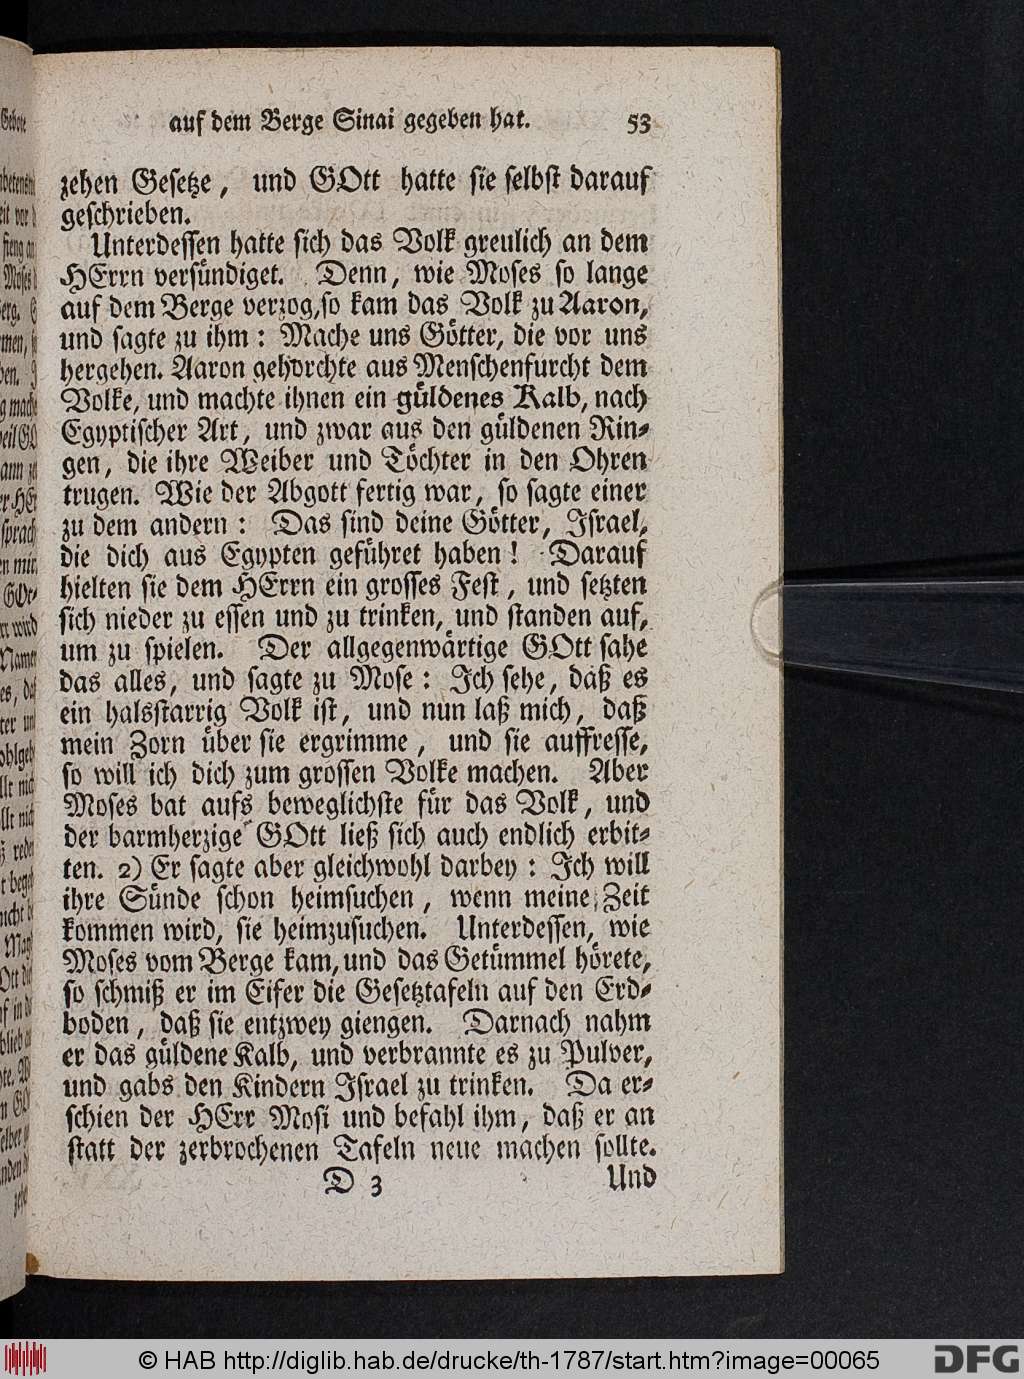 auf dem Berge Sinai gegeben hat. 53
zehen Gesetze, und GOtt hatte sie selbst darauf
geschrieben.
Unterdessen hatte sich das Volk greulich an dem
HErrn versündiget. Denn, wie Moses so lange
auf dem Berge verzog, so kam das Volk zu Aaron,
und sagte zu ihm: Mache uns Götter, die vor uns
hergehen. Aaron gehorchte aus Menschenfurcht dem
Volke, und machte ihnen ein güldenes Kalb, nach
Egyptischer Art, und zwar aus den güldenen Rin-
gen, die ihre Weiber und Töchter in den Ohren
trugen. Wie der Abgott fertig war, so sagte einer
zu dem andern: Das sind deine Götter, Israel,
die dich aus Egypten geführet haben! Darauf
hielten sie dem HErrn ein grosses Fest, und setzten
sich nieder zu essen und zu trinken, und standen auf,
um zu spielen. Der allgegenwärtige GOtt sahe
das alles, und sagte zu Mose: Ich sehe, daß es
ein halsstarrig Volk ist, und nun laß mich, daß
mein Zorn über sie ergrimme, und sie auffresse,
so will ich dich zum grossen Volke machen. Aber
Moses bat aufs beweglichste für das Volk, und
der barmherzige GOtt ließ sich auch endlich erbit-
ten. 2) Er sagte aber gleichwohl darbey: Ich will
ihre Sünde schon heimsuchen, wenn meine Zeit
kommen wird, sie heimzusuchen. Unterdessen, wie
Moses vom Berge kam, und das Getümmel hörete,
so schmiß er im Eifer die Gesetztafeln auf den Erd-
boden, daß sie entzwey giengen. Darnach nahm
er das güldene Kalb, und verbrannte es zu Pulver,
und gabs den Kindern Israel zu trinken. Da er-
schien der HErr Mosi und befahl ihm, daß er an
statt der zerbrochenen Tafeln neue machen sollte.
D 3 Und
© HAB http://diglib.hab.de/drucke/th-1787/start.htm?image=00065
DFG